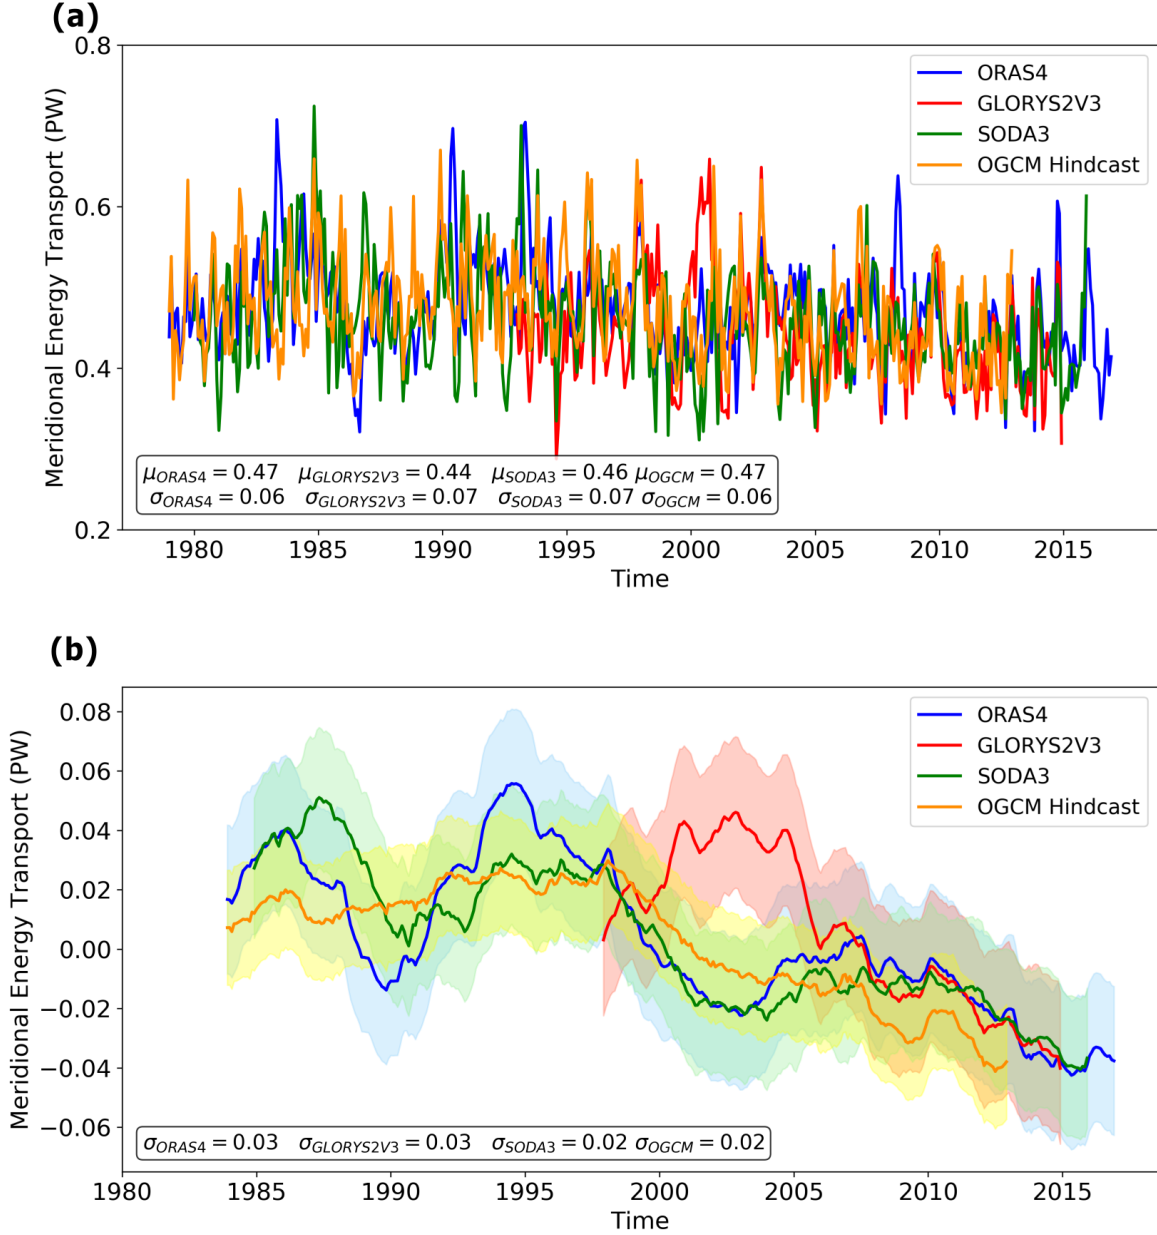 (a)
0.8
0.6
0.4
0.2
Meridional Energy Transport (PW)
ORAS4
GLORYS2V3
SODA3
OGCM Hindcast
μORAS4 = 0.47 μGLORYS2V3 = 0.44 μSODA3 = 0.46 μOGCM = 0.47
σORAS4 = 0.06 σGLORYS2V3 = 0.07 σSODA3 = 0.07 σOGCM = 0.06
1980 1985 1990 1995 2000 2005 2010 2015
Time
(b)
0.08
0.06
0.04
0.02
0.00
−0.02
−0.04
−0.06
Meridional Energy Transport (PW)
ORAS4
GLORYS2V3
SODA3
OGCM Hindcast
σORAS4 = 0.03 σGLORYS2V3 = 0.03 σSODA3 = 0.02 σOGCM = 0.02
1980 1985 1990 1995 2000 2005 2010 2015
Time